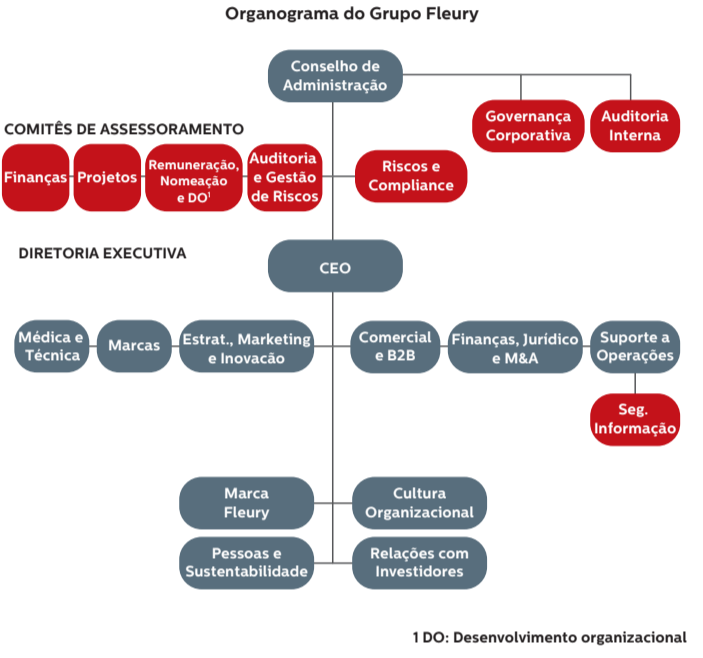 Organograma do Grupo Fleury
Conselho de
Administração
Governança
Corporativa
Auditoria
Interna
COMITÊS DE ASSESSORAMENTO
Finanças
Projetos
Remuneração,
Nomeação
e DO¹
Auditoria
e Gestão
de Riscos
Riscos e
Compliance
DIRETORIA EXECUTIVA
CEO
Médica e
Técnica
Marcas
Estrat., Marketing
e Inovacão
Comercial
e B2B
Finanças, Jurídico
e M&A
Suporte a
Operações
Seg.
Informação
Marca
Fleury
Cultura
Organizacional
Pessoas e
Sustentabilidade
Relações com
Investidores
1 DO: Desenvolvimento organizacional